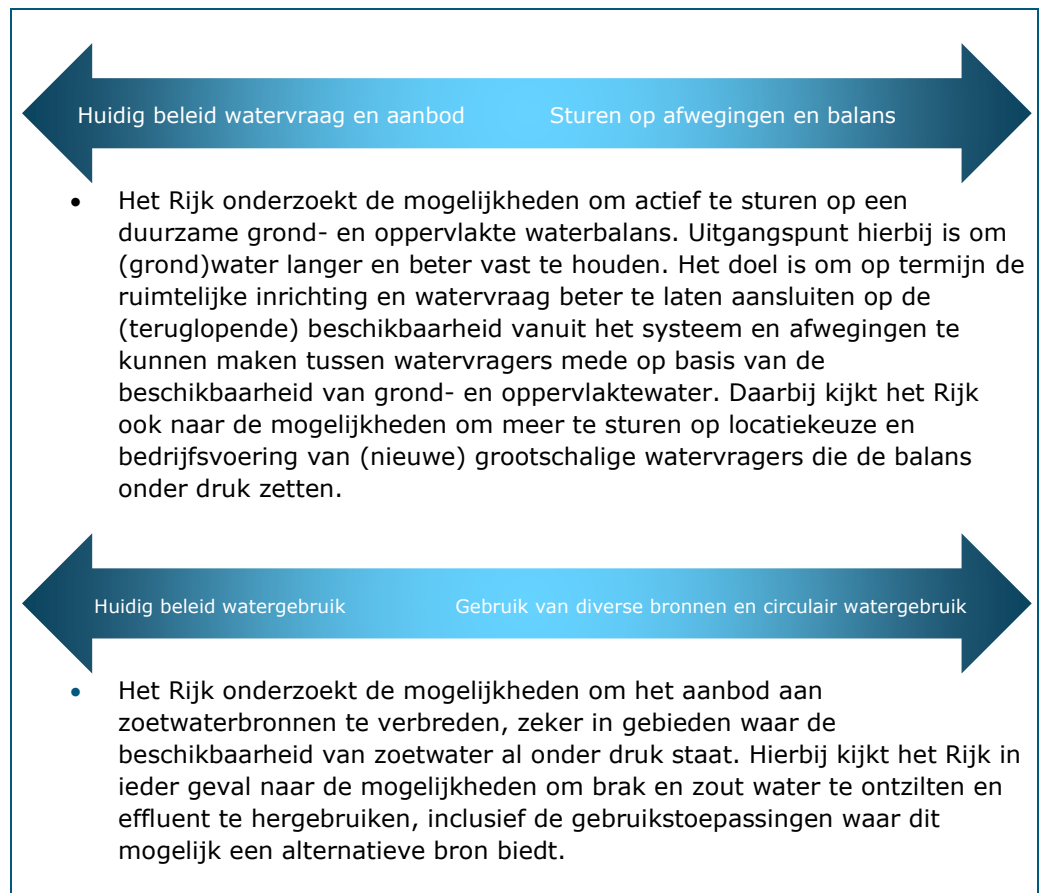 Huidig beleid watervraag en aanbod Sturen op afwegingen en balans
• Het Rijk onderzoekt de mogelijkheden om actief te sturen op een
duurzame grond- en oppervlakte waterbalans. Uitgangspunt hierbij is om
(grond)water langer en beter vast te houden. Het doel is om op termijn de
ruimtelijke inrichting en watervraag beter te laten aansluiten op de
(teruglopende) beschikbaarheid vanuit het systeem en afwegingen te
kunnen maken tussen watervragers mede op basis van de
beschikbaarheid van grond- en oppervlaktewater. Daarbij kijkt het Rijk
ook naar de mogelijkheden om meer te sturen op locatiekeuze en
bedrijfsvoering van (nieuwe) grootschalige watervragers die de balans
onder druk zetten.
Huidig beleid watergebruik Gebruik van diverse bronnen en circulair watergebruik
• Het Rijk onderzoekt de mogelijkheden om het aanbod aan
zoetwaterbronnen te verbreden, zeker in gebieden waar de
beschikbaarheid van zoetwater al onder druk staat. Hierbij kijkt het Rijk in
ieder geval naar de mogelijkheden om brak en zout water te ontzilten en
effluent te hergebruiken, inclusief de gebruikstoepassingen waar dit
mogelijk een alternatieve bron biedt.